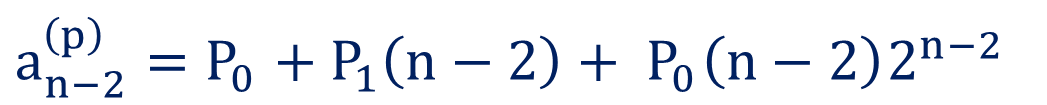 a_{n−2}^{(p)} = P₀ + P₁(n − 2) + P₀(n − 2)2^{n−2}